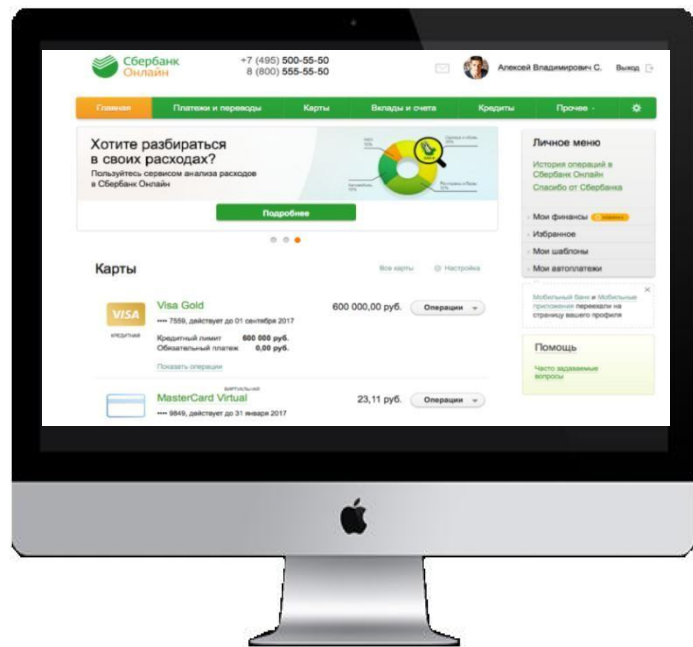 Сбербанк
Онлайн
+7 (495) 500-55-50
8 (800) 555-55-50
Алексей Владимирович С.
Выход
Главная
Платежи и переводы
Карты
Вклады и счета
Кредиты
Прочее
Хотите разбираться
в своих расходах?
Пользуйтесь сервисом анализа расходов
в Сбербанк Онлайн
Подробнее
Личное меню
История операций в
Сбербанк Онлайн
Спасибо от Сбербанка
Мои финансы
Избранное
Мои шаблоны
Мои автоплатежи
Карты
Все карты
Настройка
VISA
КРЕДИТНАЯ
Visa Gold
•••• 7559, действует до 01 сентября 2017
600 000,00 руб.
Операции
Кредитный лимит 600 000 руб.
Обязательный платеж 0,00 руб.
Показать операции
Мобильный банк и Мобильные
приложения переехали на
страницу вашего профиля
Помощь
Часто задаваемые
вопросы
ВИРТУАЛЬНАЯ
MasterCard Virtual
•••• 9849, действует до 31 января 2017
23,11 руб.
Операции